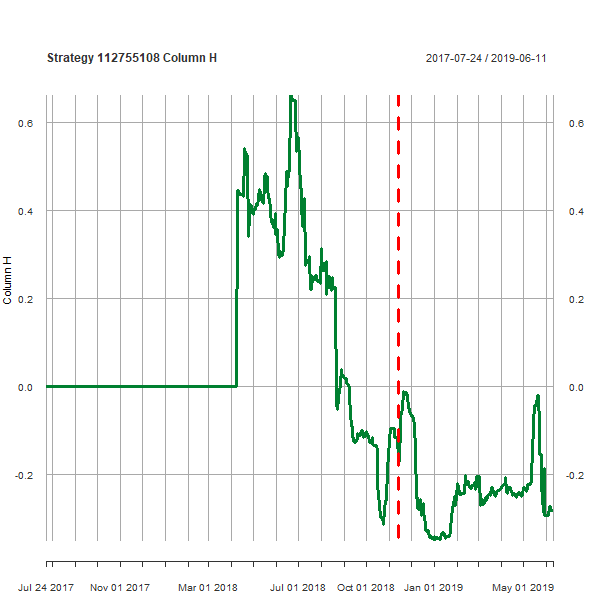 Strategy 112755108 Column H
2017-07-24 / 2019-06-11
0.6
0.6
0.4
0.4
0.2
0.2
0.0
0.0
-0.2
-0.2
Column H
Jul 24 2017
Nov 01 2017
Mar 01 2018
Jul 01 2018
Oct 01 2018
Jan 01 2019
May 01 2019